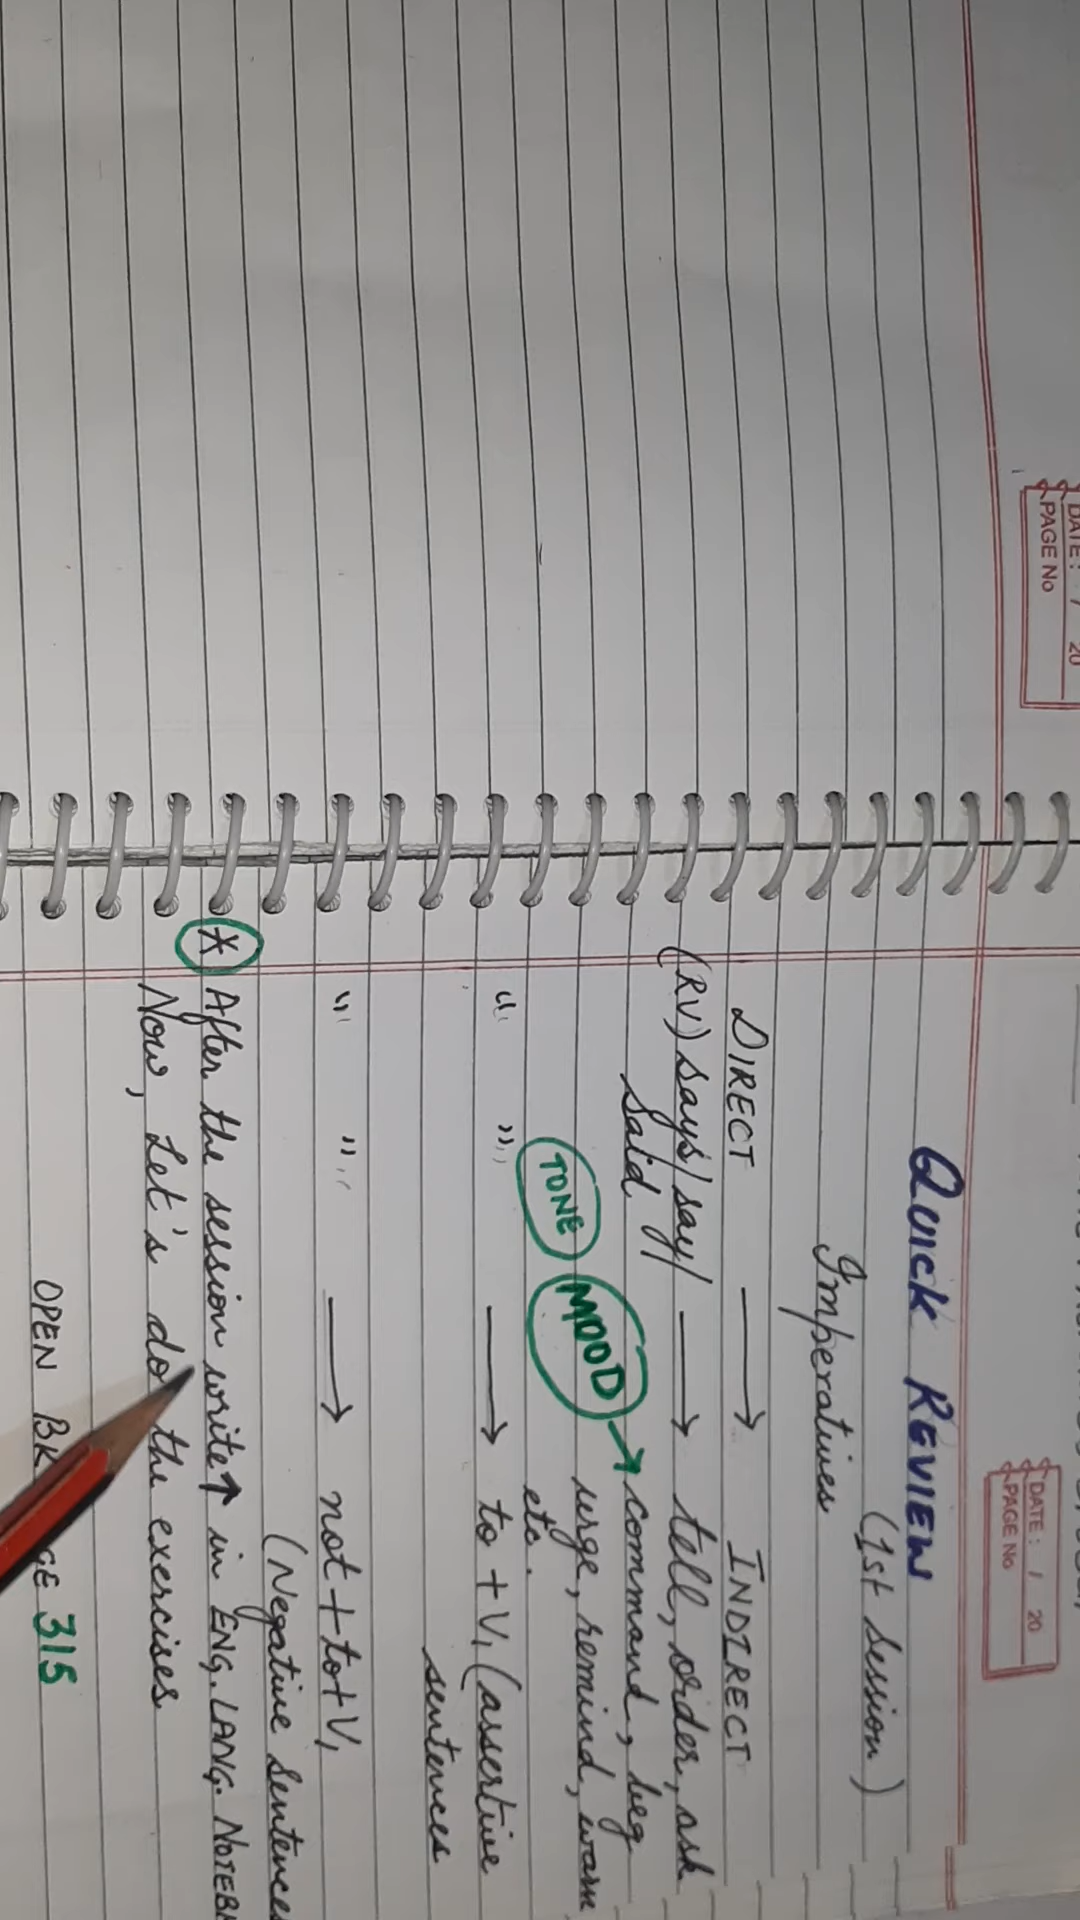 DATE : / 20
PAGE No
DATE : / 20
PAGE No
QUICK REVIEW
(1st session)
Imperatives
DIRECT → INDIRECT
(RV) says/say/ → tell, order, ask
said command, beg
TONE MOOD → urge, remind, warn
etc.
" " → to + V1 (assertive
sentences
" " → not + to + V1
(Negative Sentences
* After the session write ↑ in ENG. LANG. NOTEB
Now, Let's do the exercises
OPEN BK GE 315